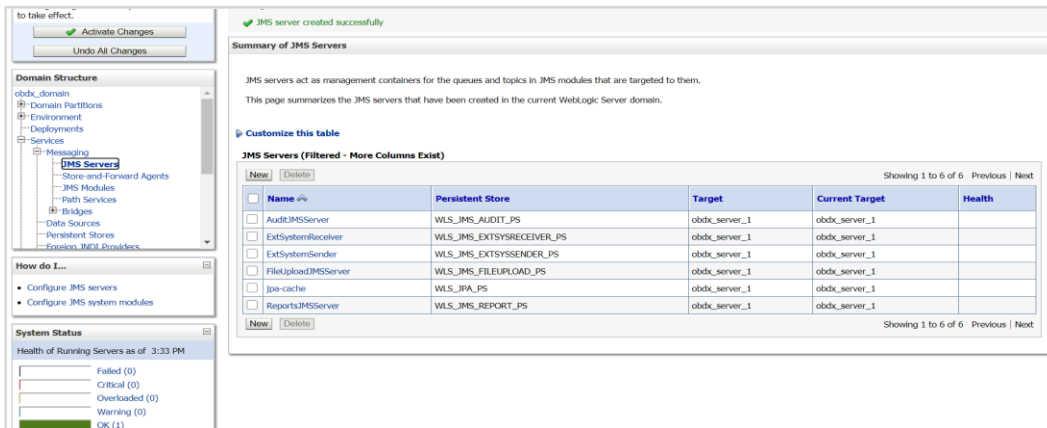 to take effect.
Activate Changes
Undo All Changes
Domain Structure
obdx_domain
Domain Partitions
Environment
Deployments
Services
Messaging
JMS Servers
Store-and-Forward Agents
JMS Modules
Path Services
Bridges
Data Sources
Persistent Stores
Foreign JNDI Providers
How do I...
Configure JMS servers
Configure JMS system modules
System Status
Health of Running Servers as of 3:33 PM
Failed (0)
Critical (0)
Overloaded (0)
Warning (0)
OK (1)
JMS server created successfully
Summary of JMS Servers
JMS servers act as management containers for the queues and topics in JMS modules that are targeted to them.
This page summarizes the JMS servers that have been created in the current WebLogic Server domain.
Customize this table
JMS Servers (Filtered - More Columns Exist)
New Delete Showing 1 to 6 of 6 Previous | Next
Name Persistent Store Target Current Target Health
AuditJMSServer WLS_JMS_AUDIT_PS obdx_server_1 obdx_server_1
ExtSystemReceiver WLS_JMS_EXTSYSRECEIVER_PS obdx_server_1 obdx_server_1
ExtSystemSender WLS_JMS_EXTSYSSENDER_PS obdx_server_1 obdx_server_1
FileUploadJMSServer WLS_JMS_FILEUPLOAD_PS obdx_server_1 obdx_server_1
jpa-cache WLS_JPA_PS obdx_server_1 obdx_server_1
ReportsJMSServer WLS_JMS_REPORT_PS obdx_server_1 obdx_server_1
New Delete Showing 1 to 6 of 6 Previous | Next